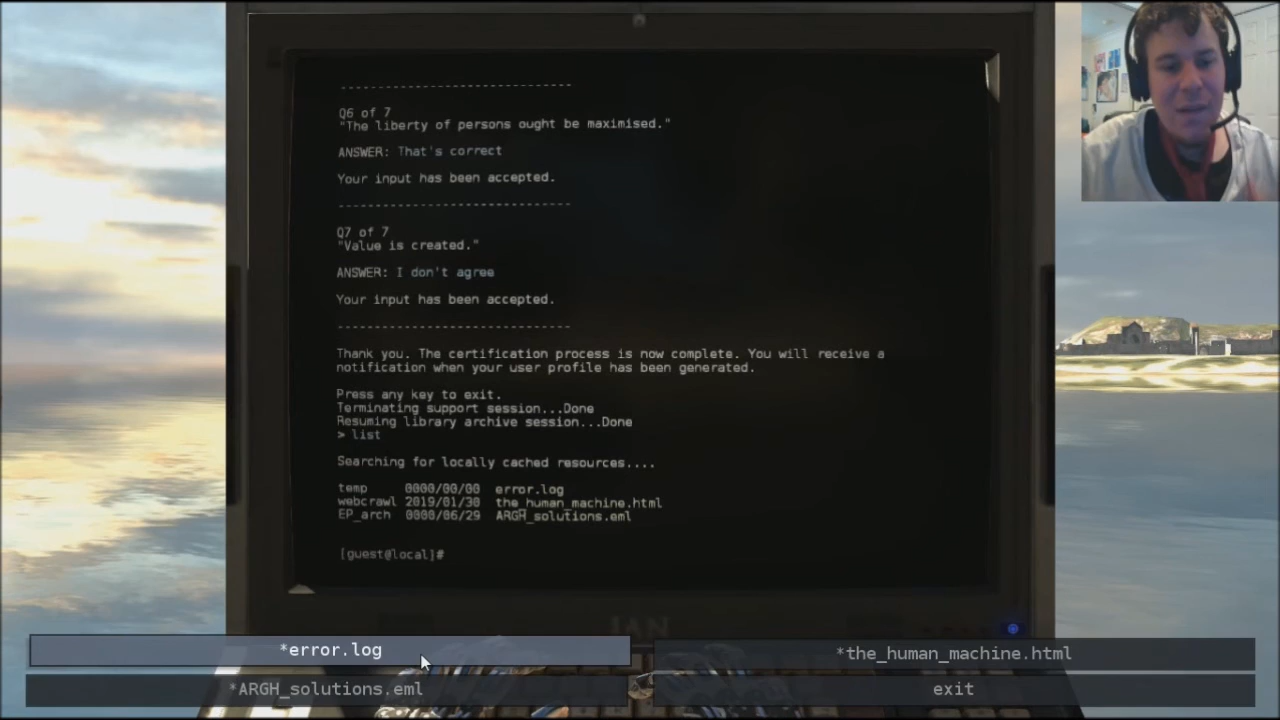 ------------------------------
Q6 of 7
"The liberty of persons ought be maximised."
ANSWER: That's correct
Your input has been accepted.
------------------------------
Q7 of 7
"Value is created."
ANSWER: I don't agree
Your input has been accepted.
------------------------------
Thank you. The certification process is now complete. You will receive a
notification when your user profile has been generated.
Press any key to exit.
Terminating support session...Done
Resuming library archive session...Done
> list
Searching for locally cached resources....
temp 0000/00/00 error.log
webcrawl 2019/01/30 the_human_machine.html
EP_arch 0000/06/29 ARGH_solutions.eml
[guest@local]#
IAN
*error.log
*the_human_machine.html
*ARGH_solutions.eml
exit